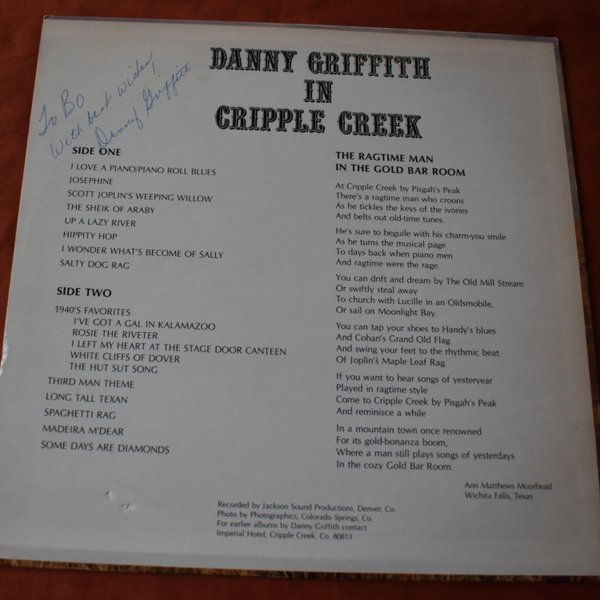 To Bo
With best wishes,
Danny Griffith
DANNY GRIFFITH
IN
CRIPPLE CREEK
SIDE ONE
I LOVE A PIANO/PIANO ROLL BLUES
JOSEPHINE
SCOTT JOPLIN'S WEEPING WILLOW
THE SHEIK OF ARABY
UP A LAZY RIVER
HIPPITY HOP
I WONDER WHAT'S BECOME OF SALLY
SALTY DOG RAG
SIDE TWO
1940'S FAVORITES
I'VE GOT A GAL IN KALAMAZOO
ROSIE THE RIVETER
I LEFT MY HEART AT THE STAGE DOOR CANTEEN
WHITE CLIFFS OF DOVER
THE HUT SUT SONG
THIRD MAN THEME
LONG TALL TEXAN
SPAGHETTI RAG
MADEIRA M'DEAR
SOME DAYS ARE DIAMONDS
THE RAGTIME MAN
IN THE GOLD BAR ROOM
At Cripple Creek by Pisgah's Peak
There's a ragtime man who croons
As he tickles the keys of the ivories
And belts out old-time tunes.
He's sure to beguile with his charm-you smile
As he turns the musical page
To days back when piano men
And ragtime were the rage.
You can drift and dream by The Old Mill Stream
Or swiftly steal away
To church with Lucille in an Oldsmobile,
Or sail on Moonlight Bay.
You can tap your shoes to Handy's blues
And Cohan's Grand Old Flag
And swing your feet to the rhythmic beat
Of Joplin's Maple Leaf Rag.
If you want to hear songs of yesteryear
Played in ragtime style
Come to Cripple Creek by Pisgah's Peak
And reminisce a while
In a mountain town once renowned
For its gold-bonanza boom,
Where a man still plays songs of yesterdays
In the cozy Gold Bar Room.
Ann Matthews Moorhead
Wichita Falls, Texas
Recorded by Jackson Sound Productions, Denver, Co.
Photo by Photographics, Colorado Springs, Co
For earlier albums by Danny Griffith contact
Imperial Hotel, Cripple Creek, Co. 80813